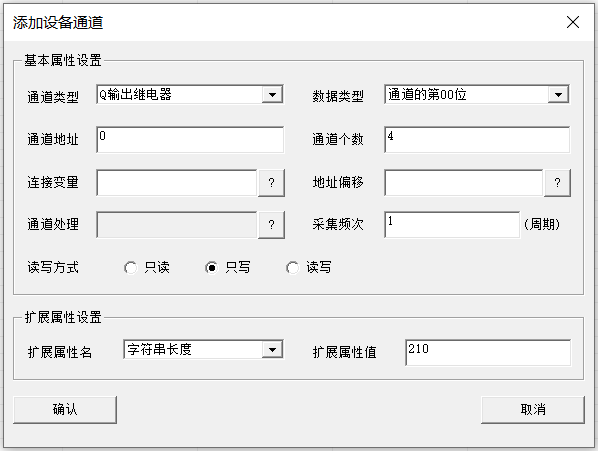 添加设备通道
基本属性设置
通道类型 Q输出继电器 数据类型 通道的第00位
通道地址 0 通道个数 4
连接变量 ? 地址偏移 ?
通道处理 ? 采集频次 1 (周期)
读写方式 只读 只写 读写
扩展属性设置
扩展属性名 字符串长度 扩展属性值 210
确认 取消